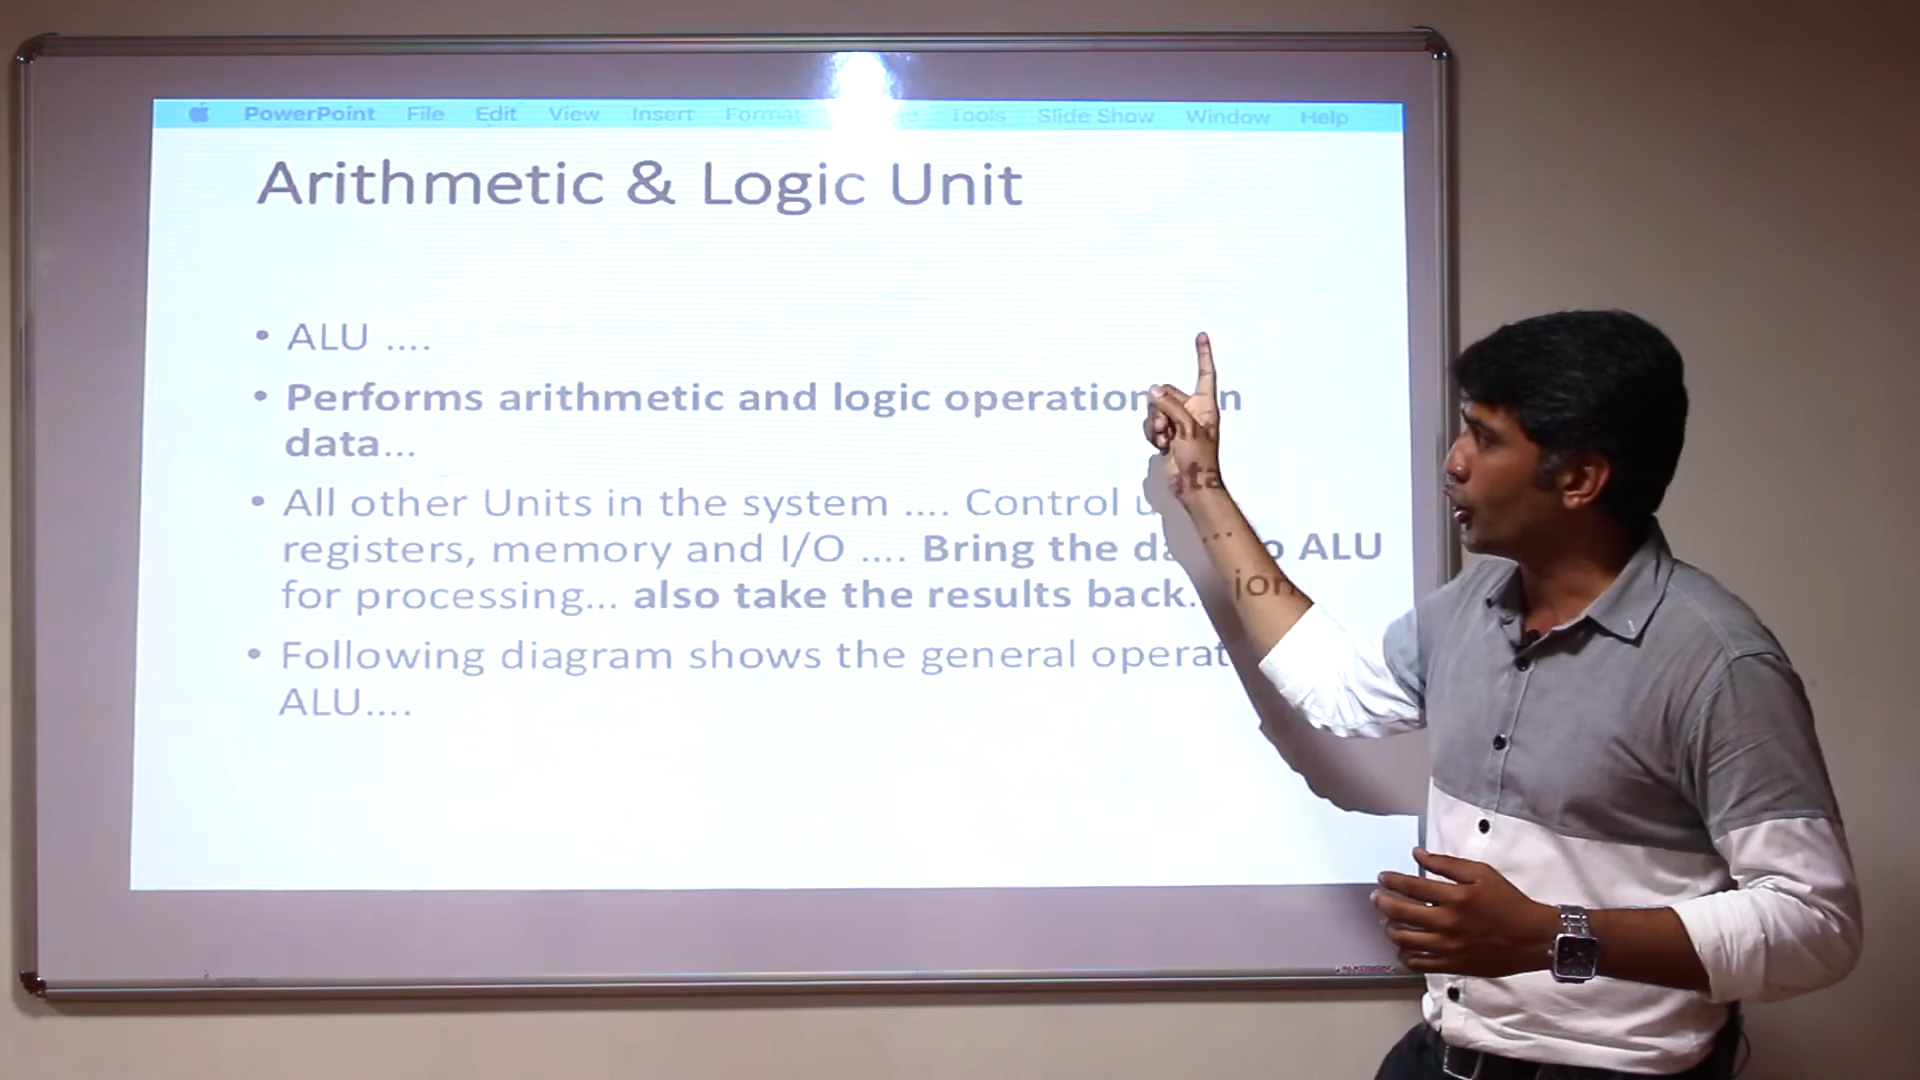 PowerPoint File Edit View Insert Format Tools Slide Show Window Help
Arithmetic & Logic Unit
• ALU ....
• Performs arithmetic and logic operation
data...
• All other Units in the system .... Control
registers, memory and I/O .... Bring the ALU
for processing... also take the results back..
• Following diagram shows the general operat
ALU....